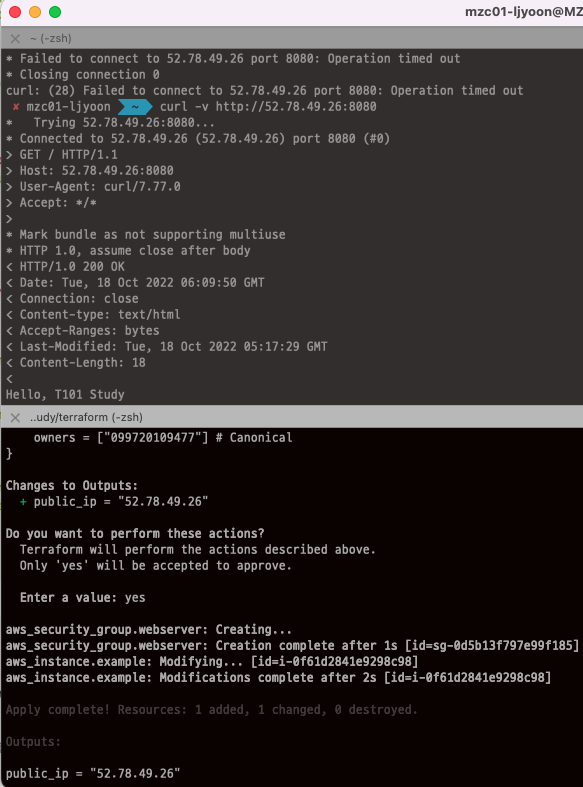 mzc01-ljyoon@MZ
~ (-zsh)
* Failed to connect to 52.78.49.26 port 8080: Operation timed out
* Closing connection 0
curl: (28) Failed to connect to 52.78.49.26 port 8080: Operation timed out
✘ mzc01-ljyoon ~ curl -v http://52.78.49.26:8080
*   Trying 52.78.49.26:8080...
* Connected to 52.78.49.26 (52.78.49.26) port 8080 (#0)
> GET / HTTP/1.1
> Host: 52.78.49.26:8080
> User-Agent: curl/7.77.0
> Accept: */*
>
* Mark bundle as not supporting multiuse
* HTTP 1.0, assume close after body
< HTTP/1.0 200 OK
< Date: Tue, 18 Oct 2022 06:09:50 GMT
< Connection: close
< Content-type: text/html
< Accept-Ranges: bytes
< Last-Modified: Tue, 18 Oct 2022 05:17:29 GMT
< Content-Length: 18
<
Hello, T101 Study
..udy/terraform (-zsh)
    owners = ["099720109477"] # Canonical
}
Changes to Outputs:
  + public_ip = "52.78.49.26"
Do you want to perform these actions?
  Terraform will perform the actions described above.
  Only 'yes' will be accepted to approve.
  Enter a value: yes
aws_security_group.webserver: Creating...
aws_security_group.webserver: Creation complete after 1s [id=sg-0d5b13f797e99f185]
aws_instance.example: Modifying... [id=i-0f61d2841e9298c98]
aws_instance.example: Modifications complete after 2s [id=i-0f61d2841e9298c98]
Apply complete! Resources: 1 added, 1 changed, 0 destroyed.
Outputs:
public_ip = "52.78.49.26"